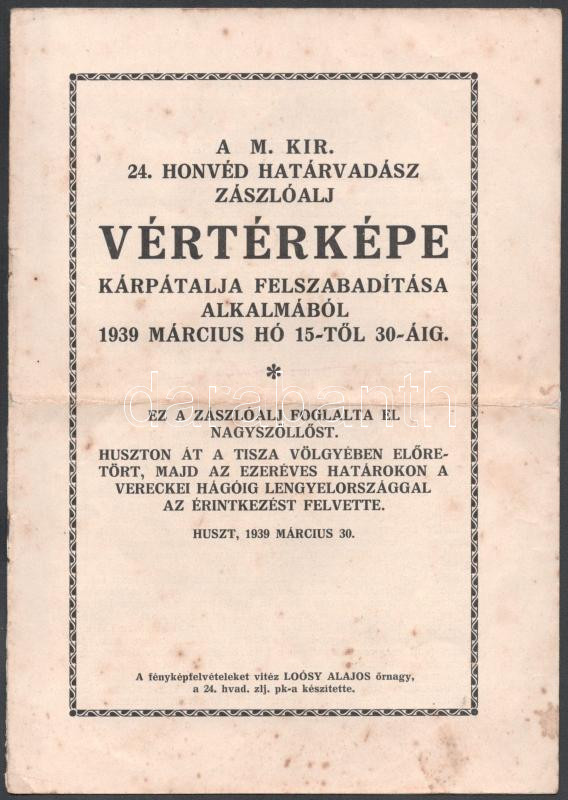 A M. KIR.
24. HONVÉD HATÁRVADÁSZ
ZÁSZLÓALJ
VÉRTÉRKÉPE
KÁRPÁTALJA FELSZABADÍTÁSA
ALKALMÁBÓL
1939 MÁRCIUS HÓ 15-TŐL 30-ÁIG.
*
EZ A ZÁSZLÓALJ FOGLALTA EL
NAGYSZŐLLŐST.
HUSZTON ÁT A TISZA VÖLGYÉBEN ELŐRE-
TÖRT, MAJD AZ EZERÉVES HATÁROKON A
VERECKEI HÁGÓIG LENGYELORSZÁGGAL
AZ ÉRINTKEZÉST FELVETTE.
HUSZT, 1939 MÁRCIUS 30.
A fényképfelvételeket vitéz LOÓSY ALAJOS őrnagy,
a 24. hvad. zlj. pk-a készítette.
darabanth